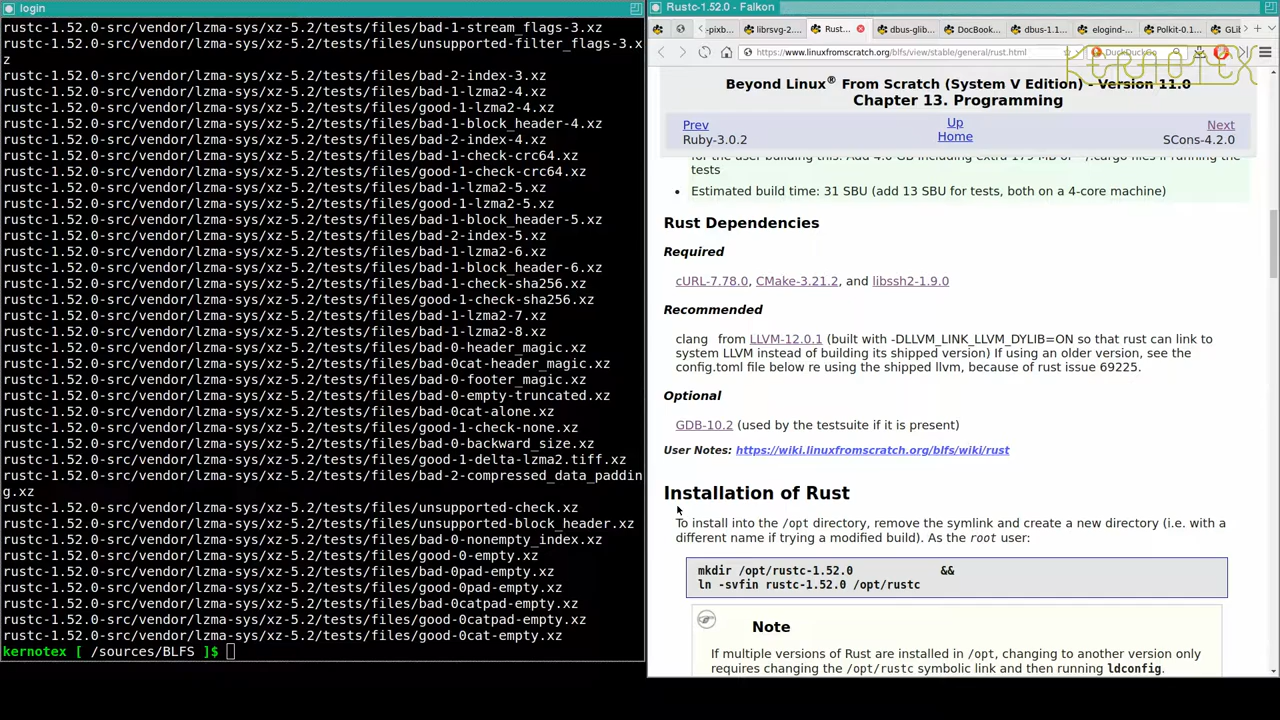 login
rustc-1.52.0-src/vendor/lzma-sys/xz-5.2/tests/files/bad-1-stream_flags-3.xz
rustc-1.52.0-src/vendor/lzma-sys/xz-5.2/tests/files/unsupported-filter_flags-3.x
z
rustc-1.52.0-src/vendor/lzma-sys/xz-5.2/tests/files/bad-2-index-3.xz
rustc-1.52.0-src/vendor/lzma-sys/xz-5.2/tests/files/bad-1-lzma2-4.xz
rustc-1.52.0-src/vendor/lzma-sys/xz-5.2/tests/files/good-1-lzma2-4.xz
rustc-1.52.0-src/vendor/lzma-sys/xz-5.2/tests/files/bad-1-block_header-4.xz
rustc-1.52.0-src/vendor/lzma-sys/xz-5.2/tests/files/bad-2-index-4.xz
rustc-1.52.0-src/vendor/lzma-sys/xz-5.2/tests/files/bad-1-check-crc64.xz
rustc-1.52.0-src/vendor/lzma-sys/xz-5.2/tests/files/good-1-check-crc64.xz
rustc-1.52.0-src/vendor/lzma-sys/xz-5.2/tests/files/bad-1-lzma2-5.xz
rustc-1.52.0-src/vendor/lzma-sys/xz-5.2/tests/files/good-1-lzma2-5.xz
rustc-1.52.0-src/vendor/lzma-sys/xz-5.2/tests/files/bad-1-block_header-5.xz
rustc-1.52.0-src/vendor/lzma-sys/xz-5.2/tests/files/bad-2-index-5.xz
rustc-1.52.0-src/vendor/lzma-sys/xz-5.2/tests/files/bad-1-lzma2-6.xz
rustc-1.52.0-src/vendor/lzma-sys/xz-5.2/tests/files/bad-1-block_header-6.xz
rustc-1.52.0-src/vendor/lzma-sys/xz-5.2/tests/files/bad-1-check-sha256.xz
rustc-1.52.0-src/vendor/lzma-sys/xz-5.2/tests/files/good-1-check-sha256.xz
rustc-1.52.0-src/vendor/lzma-sys/xz-5.2/tests/files/bad-1-lzma2-7.xz
rustc-1.52.0-src/vendor/lzma-sys/xz-5.2/tests/files/bad-1-lzma2-8.xz
rustc-1.52.0-src/vendor/lzma-sys/xz-5.2/tests/files/bad-0-header_magic.xz
rustc-1.52.0-src/vendor/lzma-sys/xz-5.2/tests/files/bad-0cat-header_magic.xz
rustc-1.52.0-src/vendor/lzma-sys/xz-5.2/tests/files/bad-0-footer_magic.xz
rustc-1.52.0-src/vendor/lzma-sys/xz-5.2/tests/files/bad-0-empty-truncated.xz
rustc-1.52.0-src/vendor/lzma-sys/xz-5.2/tests/files/bad-0cat-alone.xz
rustc-1.52.0-src/vendor/lzma-sys/xz-5.2/tests/files/good-1-check-none.xz
rustc-1.52.0-src/vendor/lzma-sys/xz-5.2/tests/files/bad-0-backward_size.xz
rustc-1.52.0-src/vendor/lzma-sys/xz-5.2/tests/files/good-1-delta-lzma2.tiff.xz
rustc-1.52.0-src/vendor/lzma-sys/xz-5.2/tests/files/bad-2-compressed_data_paddin
g.xz
rustc-1.52.0-src/vendor/lzma-sys/xz-5.2/tests/files/unsupported-check.xz
rustc-1.52.0-src/vendor/lzma-sys/xz-5.2/tests/files/unsupported-block_header.xz
rustc-1.52.0-src/vendor/lzma-sys/xz-5.2/tests/files/bad-0-nonempty_index.xz
rustc-1.52.0-src/vendor/lzma-sys/xz-5.2/tests/files/good-0-empty.xz
rustc-1.52.0-src/vendor/lzma-sys/xz-5.2/tests/files/bad-0pad-empty.xz
rustc-1.52.0-src/vendor/lzma-sys/xz-5.2/tests/files/good-0pad-empty.xz
rustc-1.52.0-src/vendor/lzma-sys/xz-5.2/tests/files/bad-0catpad-empty.xz
rustc-1.52.0-src/vendor/lzma-sys/xz-5.2/tests/files/good-0catpad-empty.xz
rustc-1.52.0-src/vendor/lzma-sys/xz-5.2/tests/files/good-0cat-empty.xz
kernotex [ /sources/BLFS ]$
Rustc-1.52.0 - Falkon
-pixb… librsvg-2… Rust… dbus-glib… DocBook… dbus-1.1… elogind-… Polkit-0.1… GLi
https://www.linuxfromscratch.org/blfs/view/stable/general/rust.html DuckDuckGo
KERNOTEX
Beyond Linux® From Scratch (System V Edition) - Version 11.0
Chapter 13. Programming
Prev Up Next
Ruby-3.0.2 Home SCons-4.2.0
for the user building this. Add 4.6 GB including extra 179 MB of ~/.cargo files if running the
tests
• Estimated build time: 31 SBU (add 13 SBU for tests, both on a 4-core machine)
Rust Dependencies
Required
cURL-7.78.0, CMake-3.21.2, and libssh2-1.9.0
Recommended
clang from LLVM-12.0.1 (built with -DLLVM_LINK_LLVM_DYLIB=ON so that rust can link to
system LLVM instead of building its shipped version) If using an older version, see the
config.toml file below re using the shipped llvm, because of rust issue 69225.
Optional
GDB-10.2 (used by the testsuite if it is present)
User Notes: https://wiki.linuxfromscratch.org/blfs/wiki/rust
Installation of Rust
To install into the /opt directory, remove the symlink and create a new directory (i.e. with a
different name if trying a modified build). As the root user:
mkdir /opt/rustc-1.52.0 &&
ln -svfin rustc-1.52.0 /opt/rustc
Note
If multiple versions of Rust are installed in /opt, changing to another version only
requires changing the /opt/rustc symbolic link and then running ldconfig.